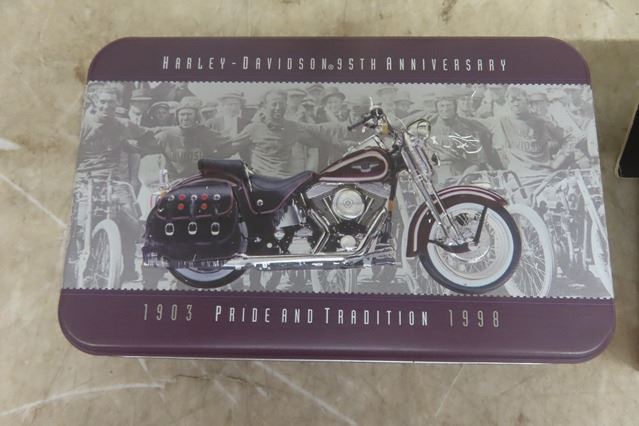 HARLEY-DAVIDSON® 95TH ANNIVERSARY
1903 PRIDE AND TRADITION 1998